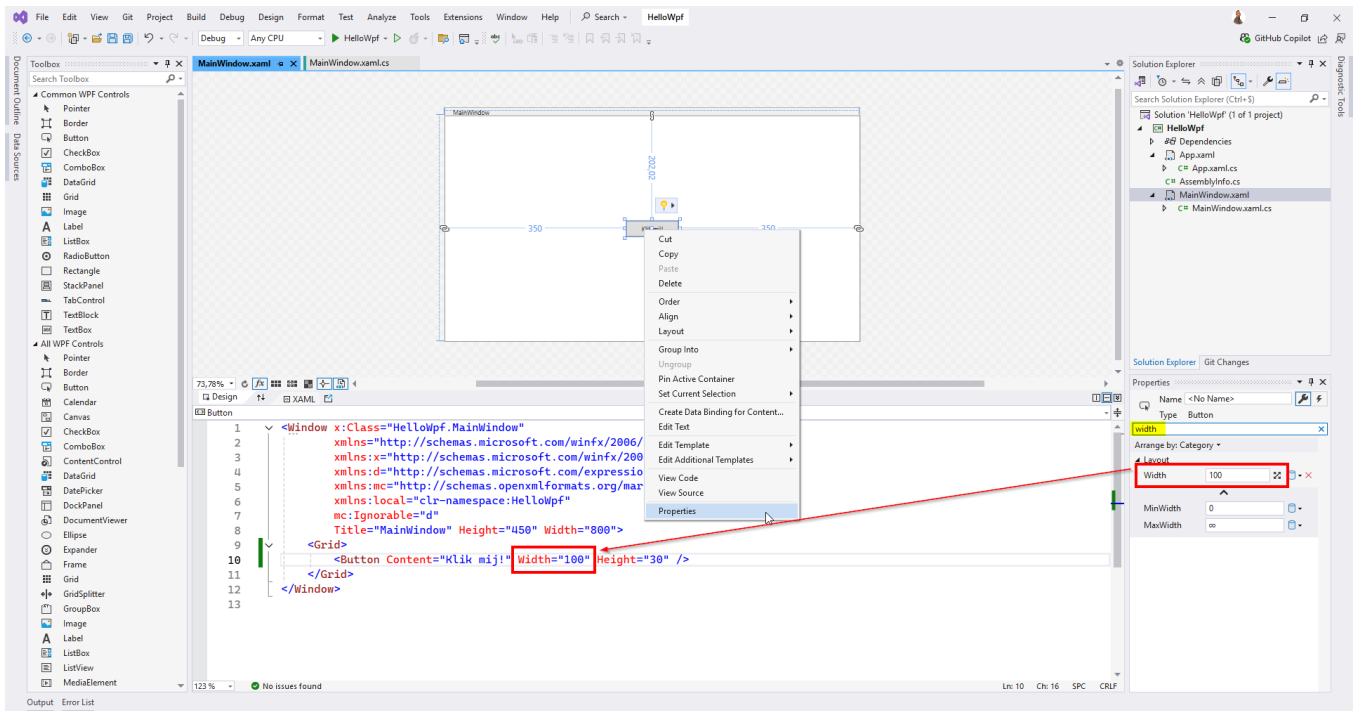 File Edit View Git Project Build Debug Design Format Test Analyze Tools Extensions Window Help Search HelloWpf
Debug Any CPU HelloWpf GitHub Copilot
Document Outline
Data Sources
Toolbox
Search Toolbox
Common WPF Controls
Pointer
Border
Button
CheckBox
ComboBox
DataGrid
Grid
Image
Label
ListBox
RadioButton
Rectangle
StackPanel
TabControl
TextBlock
TextBox
All WPF Controls
Pointer
Border
Button
Calendar
Canvas
CheckBox
ComboBox
ContentControl
DataGrid
DatePicker
DockPanel
DocumentViewer
Ellipse
Expander
Frame
Grid
GridSplitter
GroupBox
Image
Label
ListBox
ListView
MediaElement
MainWindow.xaml MainWindow.xaml.cs
MainWindow
202,02
350 350
Cut
Copy
Paste
Delete
Order
Align
Layout
Group Into
Ungroup
Pin Active Container
Set Current Selection
Create Data Binding for Content...
Edit Text
Edit Template
Edit Additional Templates
View Code
View Source
Properties
73,78%
Design XAML
Button
1 <Window x:Class="HelloWpf.MainWindow"
2 xmlns="http://schemas.microsoft.com/winfx/2006/
3 xmlns:x="http://schemas.microsoft.com/winfx/200
4 xmlns:d="http://schemas.microsoft.com/expressio
5 xmlns:mc="http://schemas.openxmlformats.org/mar
6 xmlns:local="clr-namespace:HelloWpf"
7 mc:Ignorable="d"
8 Title="MainWindow" Height="450" Width="800">
9 <Grid>
10 <Button Content="Klik mij!" Width="100" Height="30" />
11 </Grid>
12 </Window>
13
123 % No issues found Ln: 10 Ch: 16 SPC CRLF
Solution Explorer
Search Solution Explorer (Ctrl+$)
Solution 'HelloWpf' (1 of 1 project)
HelloWpf
Dependencies
App.xaml
C# App.xaml.cs
C# AssemblyInfo.cs
MainWindow.xaml
C# MainWindow.xaml.cs
Solution Explorer Git Changes
Properties
Name <No Name>
Type Button
width
Arrange by: Category
Layout
Width 100
MinWidth 0
MaxWidth ∞
Diagnostic Tools
Output Error List